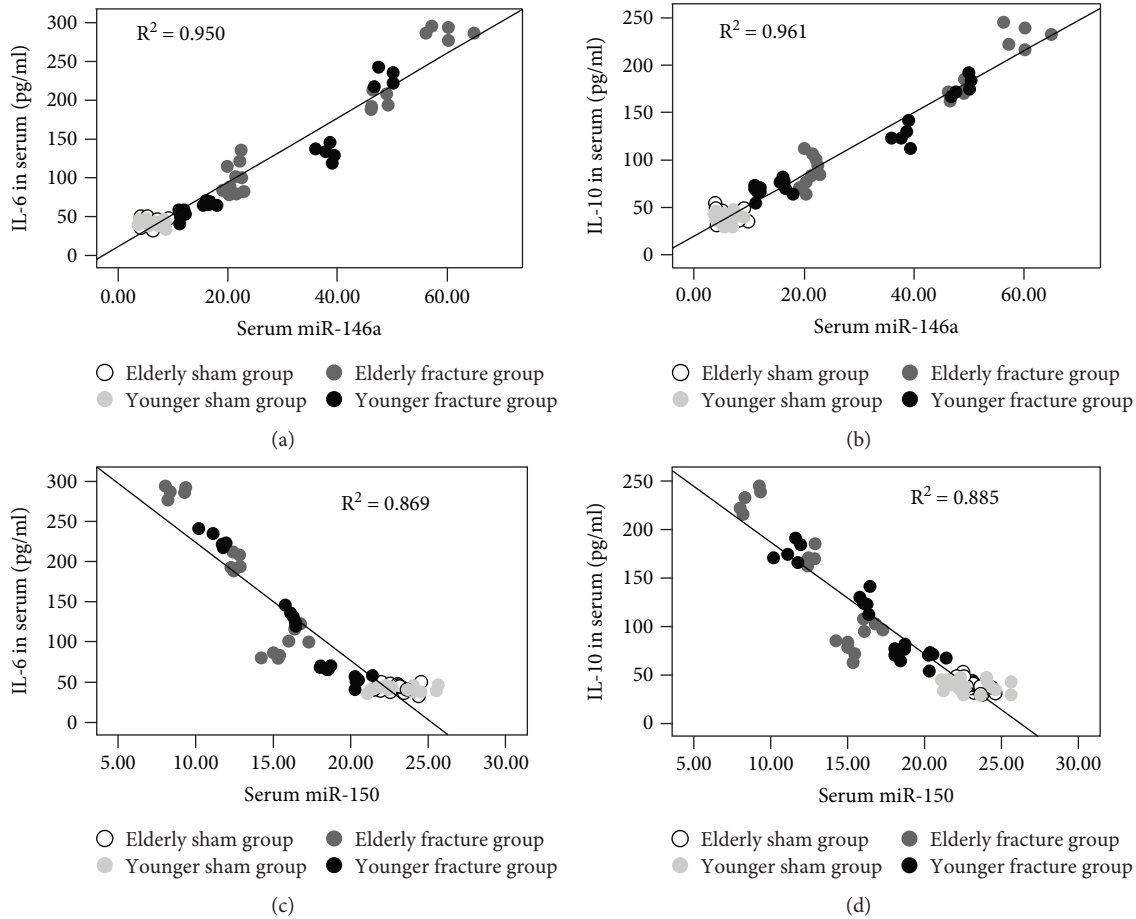 300
250
200
150
100
50
0
IL-6 in serum (pg/ml)
R² = 0.950
0.00 20.00 40.00 60.00
Serum miR-146a
Elderly sham group Elderly fracture group
Younger sham group Younger fracture group
(a)
250
200
150
100
50
0
IL-10 in serum (pg/ml)
R² = 0.961
0.00 20.00 40.00 60.00
Serum miR-146a
Elderly sham group Elderly fracture group
Younger sham group Younger fracture group
(b)
300
250
200
150
100
50
0
IL-6 in serum (pg/ml)
R² = 0.869
5.00 10.00 15.00 20.00 25.00 30.00
Serum miR-150
Elderly sham group Elderly fracture group
Younger sham group Younger fracture group
(c)
250
200
150
100
50
0
IL-10 in serum (pg/ml)
R² = 0.885
5.00 10.00 15.00 20.00 25.00 30.00
Serum miR-150
Elderly sham group Elderly fracture group
Younger sham group Younger fracture group
(d)